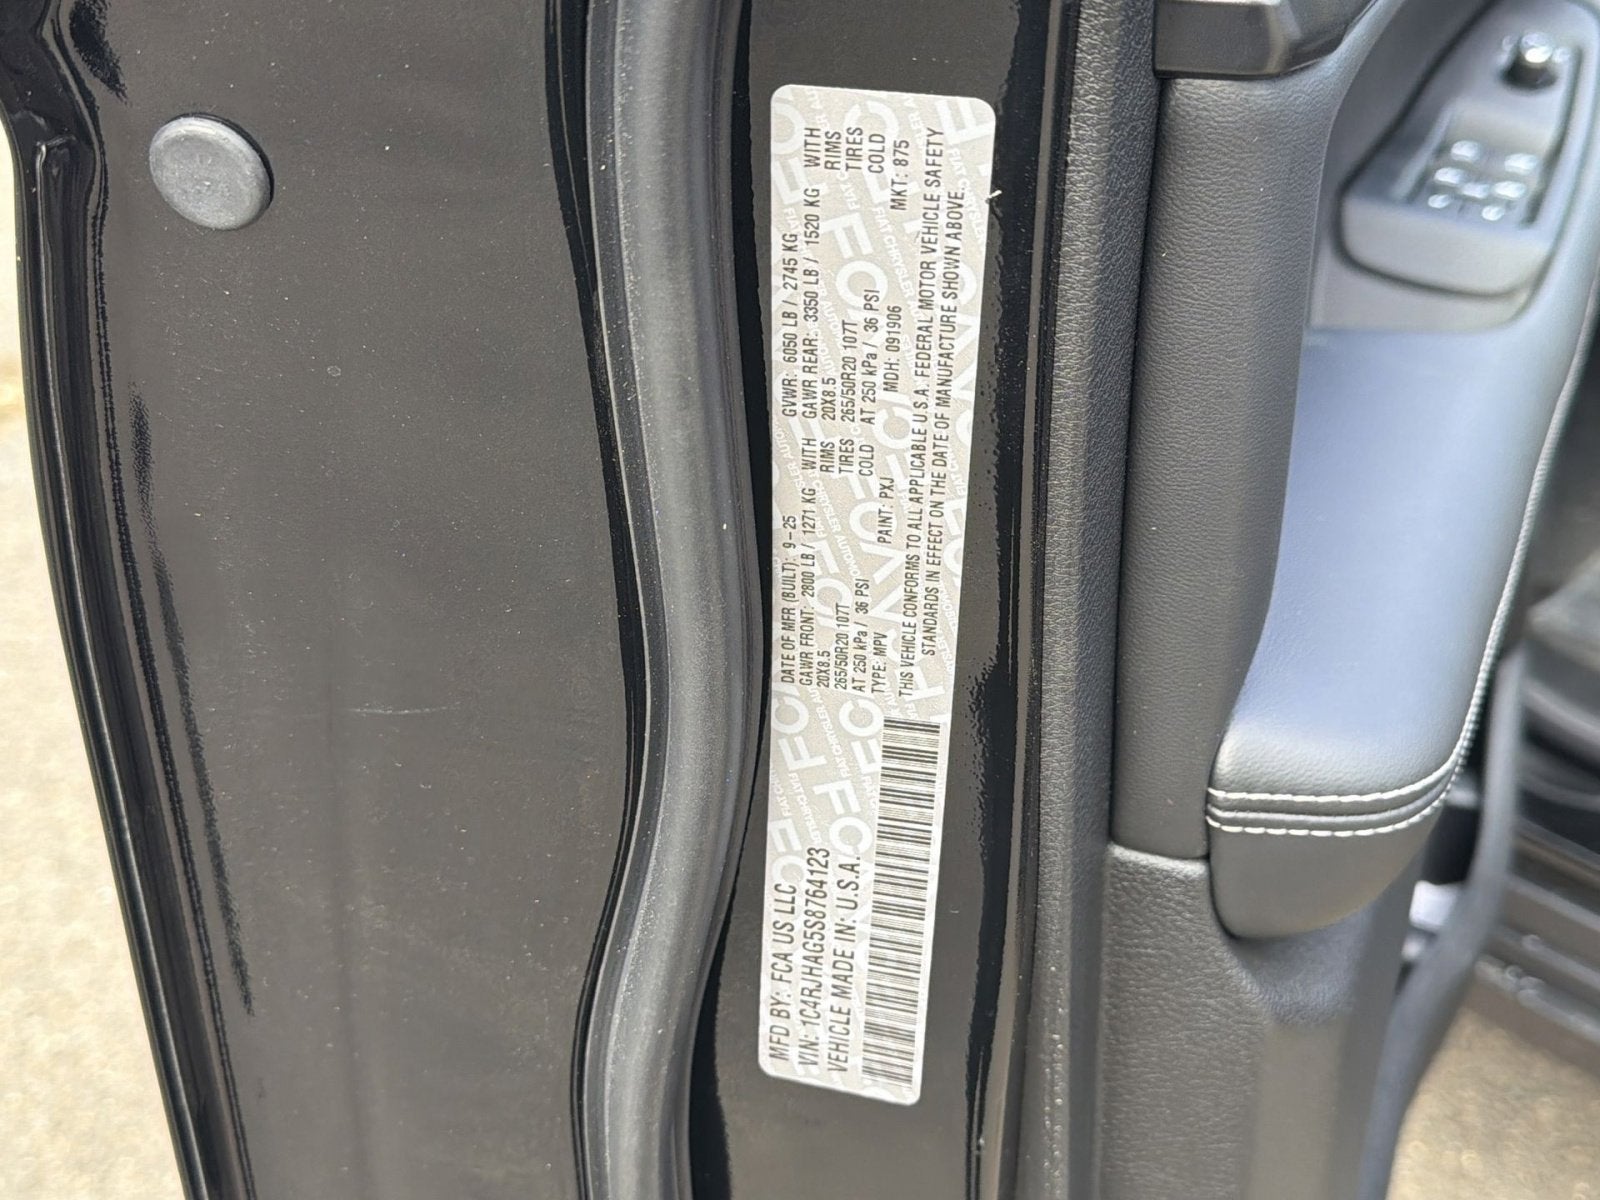 MFD BY: FCA US LLC
VIN: 1C4RJHAG5S8764123
VEHICLE MADE IN: U.S.A.
DATE OF MFR (BUILT): 9-25 GVWR: 6050 LB / 2745 KG
GAWR FRONT: 2800 LB / 1271 KG WITH GAWR REAR: 3350 LB / 1520 KG WITH
20X8.5 RIMS 20X8.5 RIMS
265/50R20 107T TIRES 265/50R20 107T TIRES
AT 250 kPa / 36 PSI COLD AT 250 kPa / 36 PSI COLD
TYPE: MPV PAINT: PXJ MDH: 091906 MKT: 875
THIS VEHICLE CONFORMS TO ALL APPLICABLE U.S.A. FEDERAL MOTOR VEHICLE SAFETY
STANDARDS IN EFFECT ON THE DATE OF MANUFACTURE SHOWN ABOVE.